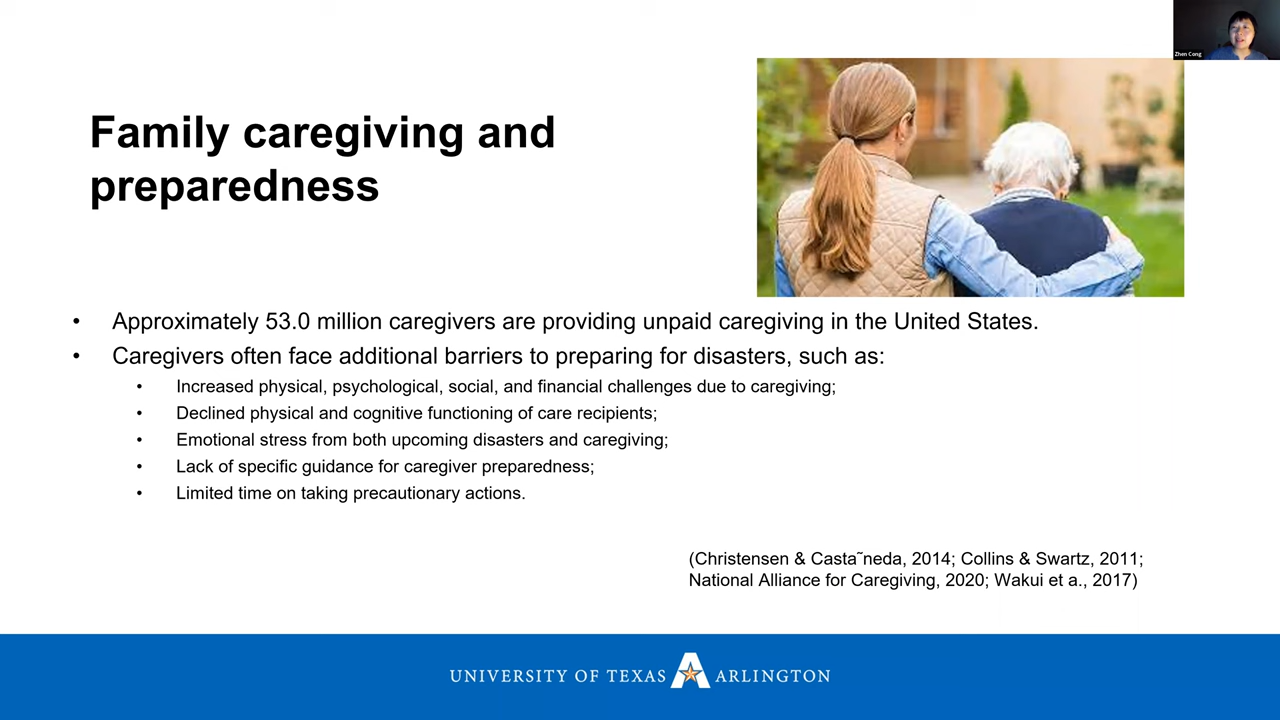 Zhen Cong
Family caregiving and
preparedness
• Approximately 53.0 million caregivers are providing unpaid caregiving in the United States.
• Caregivers often face additional barriers to preparing for disasters, such as:
• Increased physical, psychological, social, and financial challenges due to caregiving;
• Declined physical and cognitive functioning of care recipients;
• Emotional stress from both upcoming disasters and caregiving;
• Lack of specific guidance for caregiver preparedness;
• Limited time on taking precautionary actions.
(Christensen & Casta˜neda, 2014; Collins & Swartz, 2011;
National Alliance for Caregiving, 2020; Wakui et a., 2017)
UNIVERSITY OF TEXAS A ARLINGTON